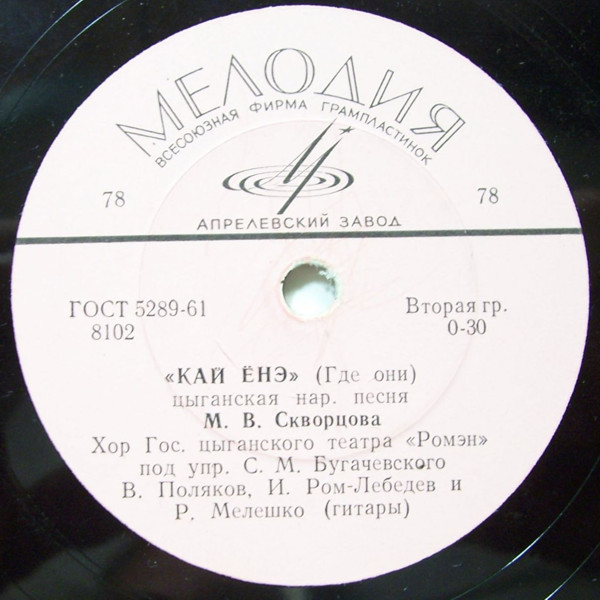 МЕЛОДИЯ
ВСЕСОЮЗНАЯ ФИРМА ГРАМПЛАСТИНОК
78 78
АПРЕЛЕВСКИЙ ЗАВОД
ГОСТ 5289-61 Вторая гр.
8102 0-30
«КАЙ ЁНЭ» (Где они)
цыганская нар. песня
М. В. Скворцова
Хор Гос. цыганского театра «Ромэн»
под упр. С. М. Бугачевского
В. Поляков, И. Ром-Лебедев и
Р. Мелешко (гитары)